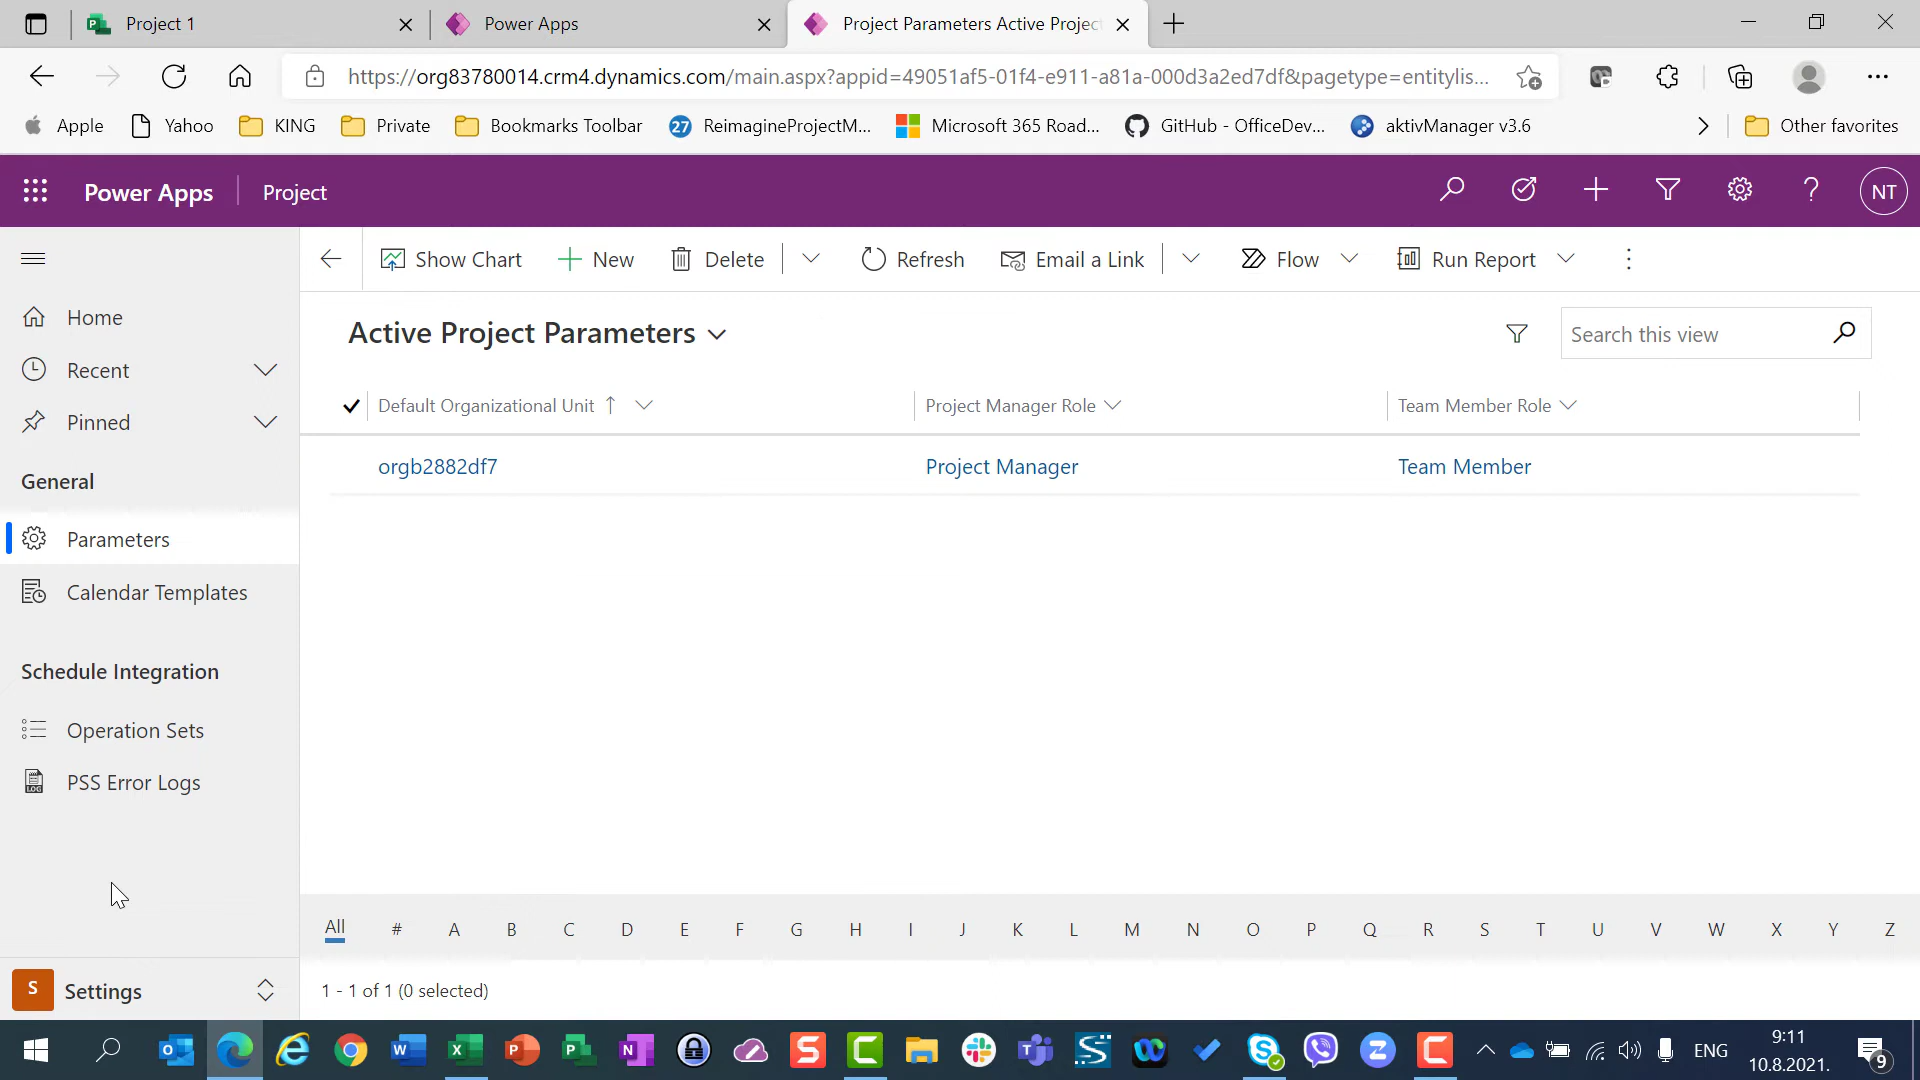 Project 1
Power Apps
Project Parameters Active Projec
https://org83780014.crm4.dynamics.com/main.aspx?appid=49051af5-01f4-e911-a81a-000d3a2ed7df&pagetype=entitylis...
Apple
Yahoo
KING
Private
Bookmarks Toolbar
27 ReimagineProjectM...
Microsoft 365 Road...
GitHub - OfficeDev...
aktivManager v3.6
Other favorites
Power Apps
Project
NT
Show Chart
New
Delete
Refresh
Email a Link
Flow
Run Report
Home
Recent
Pinned
General
Parameters
Calendar Templates
Schedule Integration
Operation Sets
PSS Error Logs
S Settings
Active Project Parameters
Search this view
Default Organizational Unit
Project Manager Role
Team Member Role
orgb2882df7
Project Manager
Team Member
All # A B C D E F G H I J K L M N O P Q R S T U V W X Y Z
1 - 1 of 1 (0 selected)
ENG
9:11
10.8.2021.
9